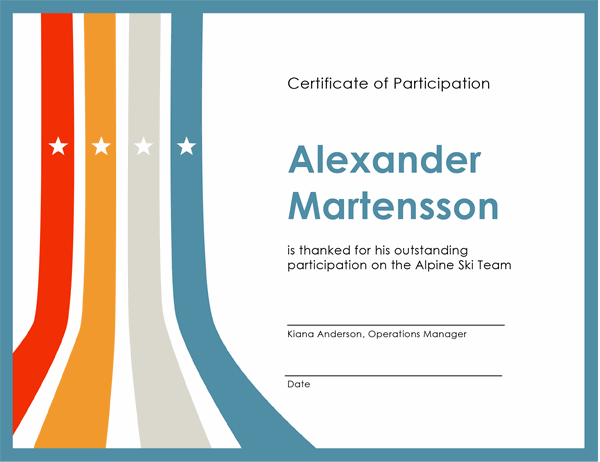 Certificate of Participation
Alexander
Martensson
is thanked for his outstanding
participation on the Alpine Ski Team
Kiana Anderson, Operations Manager
Date